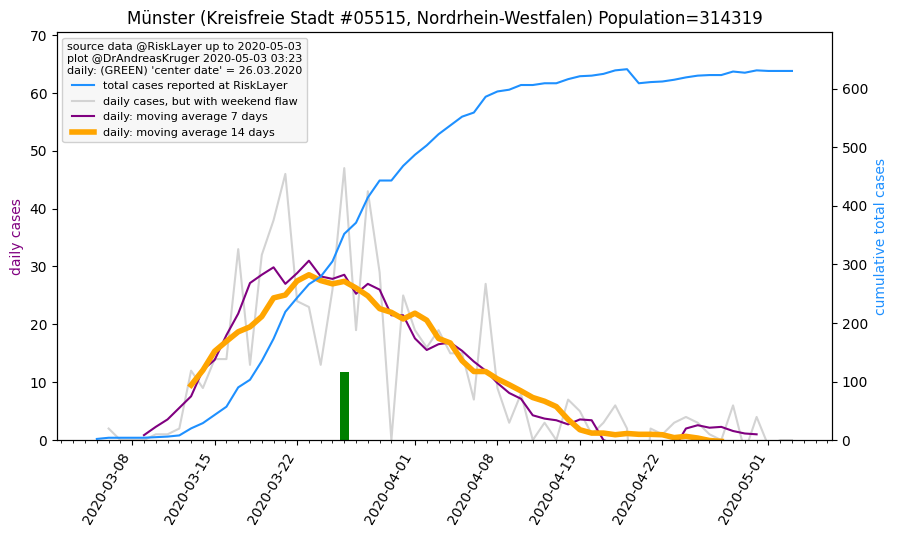 Münster (Kreisfreie Stadt #05515, Nordrhein-Westfalen) Population=314319
source data @RiskLayer up to 2020-05-03
plot @DrAndreasKruger 2020-05-03 03:23
daily: (GREEN) 'center date' = 26.03.2020
total cases reported at RiskLayer
daily cases, but with weekend flaw
daily: moving average 7 days
daily: moving average 14 days
daily cases
70
60
50
40
30
20
10
0
cumulative total cases
600
500
400
300
200
100
0
2020-03-08
2020-03-15
2020-03-22
2020-04-01
2020-04-08
2020-04-15
2020-04-22
2020-05-01